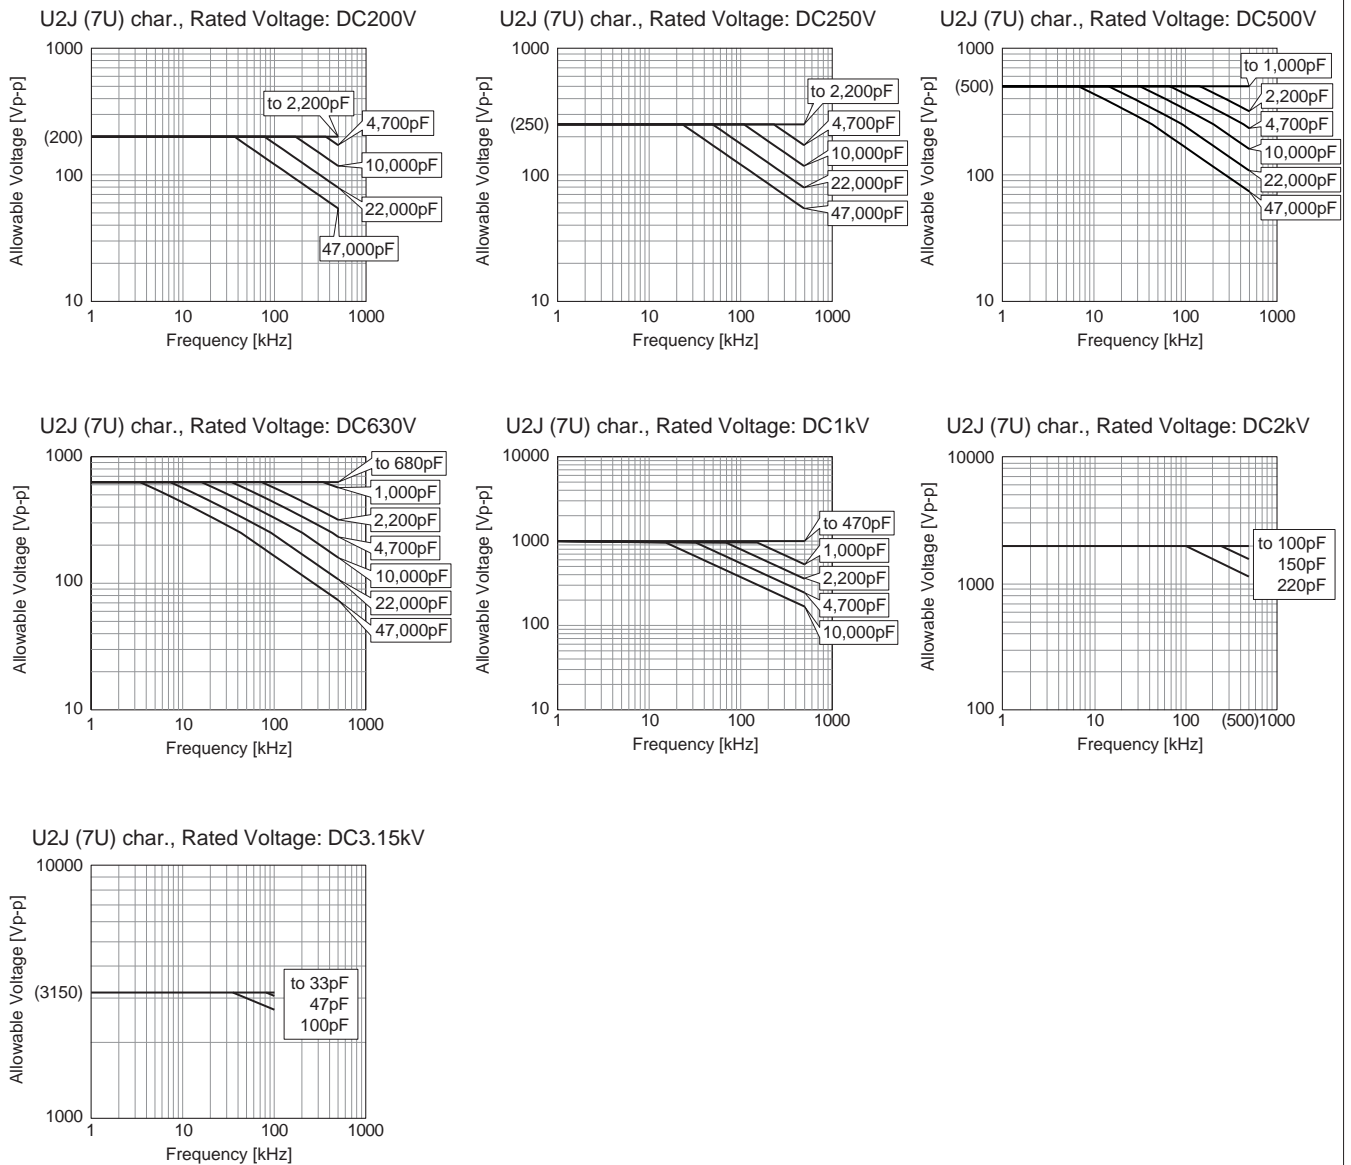 U2J (7U) char., Rated Voltage: DC200V
Allowable Voltage [Vp-p]
1000
(200)
100
10
to 2,200pF
4,700pF
10,000pF
22,000pF
47,000pF
1 10 100 1000
Frequency [kHz]
U2J (7U) char., Rated Voltage: DC250V
Allowable Voltage [Vp-p]
1000
(250)
100
10
to 2,200pF
4,700pF
10,000pF
22,000pF
47,000pF
1 10 100 1000
Frequency [kHz]
U2J (7U) char., Rated Voltage: DC500V
Allowable Voltage [Vp-p]
1000
(500)
100
10
to 1,000pF
2,200pF
4,700pF
10,000pF
22,000pF
47,000pF
1 10 100 1000
Frequency [kHz]
U2J (7U) char., Rated Voltage: DC630V
Allowable Voltage [Vp-p]
1000
100
10
to 680pF
1,000pF
2,200pF
4,700pF
10,000pF
22,000pF
47,000pF
1 10 100 1000
Frequency [kHz]
U2J (7U) char., Rated Voltage: DC1kV
Allowable Voltage [Vp-p]
10000
1000
100
10
to 470pF
1,000pF
2,200pF
4,700pF
10,000pF
1 10 100 1000
Frequency [kHz]
U2J (7U) char., Rated Voltage: DC2kV
Allowable Voltage [Vp-p]
10000
1000
100
to 100pF
150pF
220pF
1 10 100 (500)1000
Frequency [kHz]
U2J (7U) char., Rated Voltage: DC3.15kV
Allowable Voltage [Vp-p]
10000
(3150)
1000
to 33pF
47pF
100pF
1 10 100 1000
Frequency [kHz]